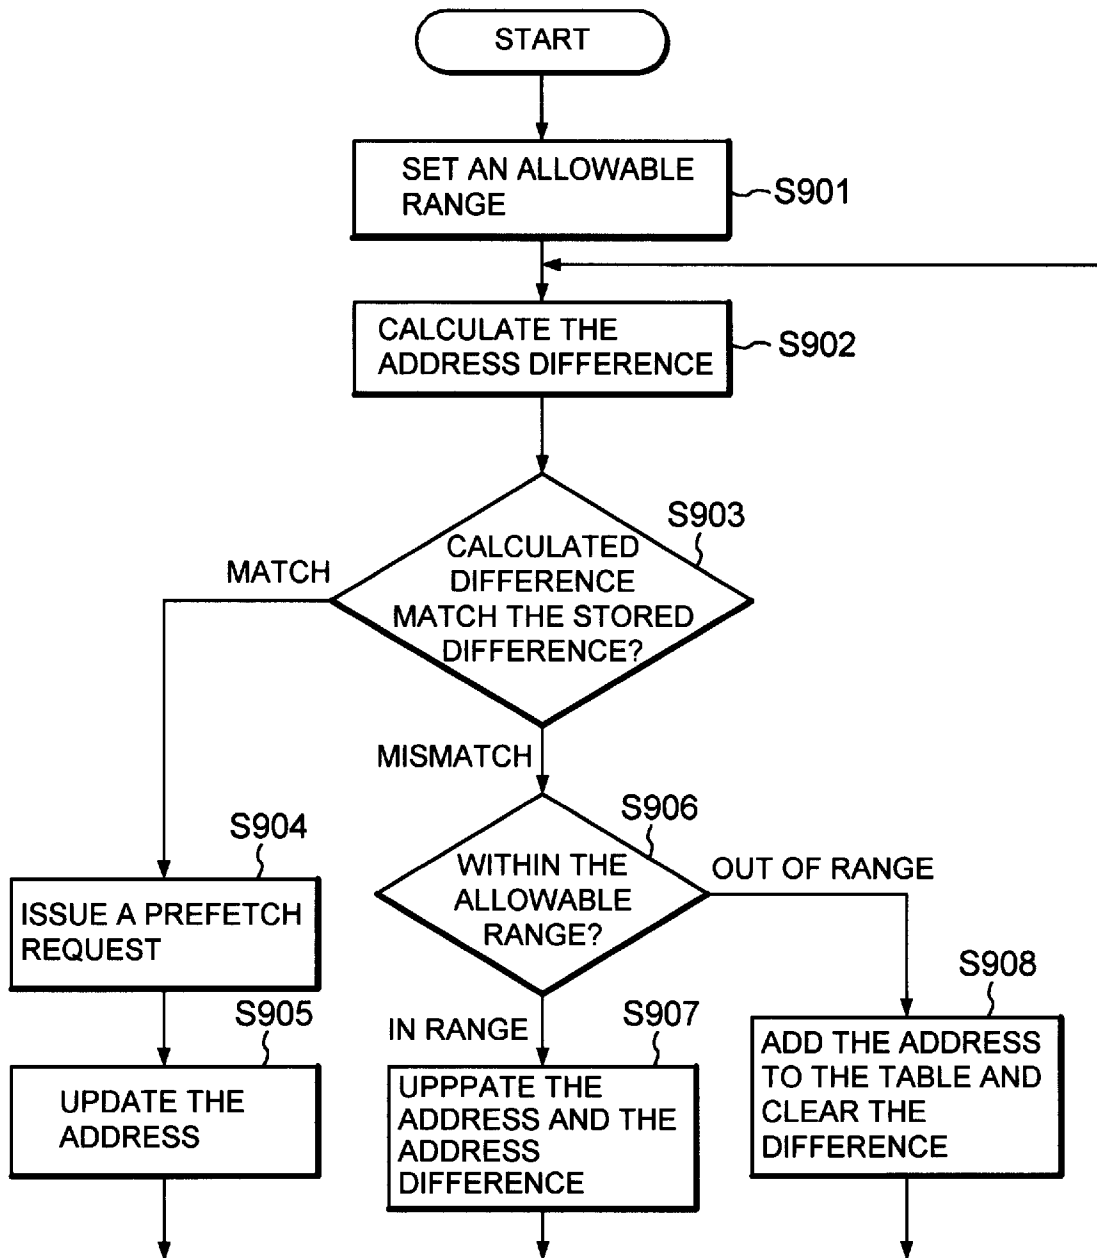 START
SET AN ALLOWABLE
RANGE
S901
CALCULATE THE
ADDRESS DIFFERENCE
S902
S903
CALCULATED
DIFFERENCE
MATCH THE STORED
DIFFERENCE?
MATCH
MISMATCH
S904
ISSUE A PREFETCH
REQUEST
S906
WITHIN THE
ALLOWABLE
RANGE?
OUT OF RANGE
IN RANGE
S905
UPDATE THE
ADDRESS
S907
UPPPATE THE
ADDRESS AND THE
ADDRESS
DIFFERENCE
S908
ADD THE ADDRESS
TO THE TABLE AND
CLEAR THE
DIFFERENCE